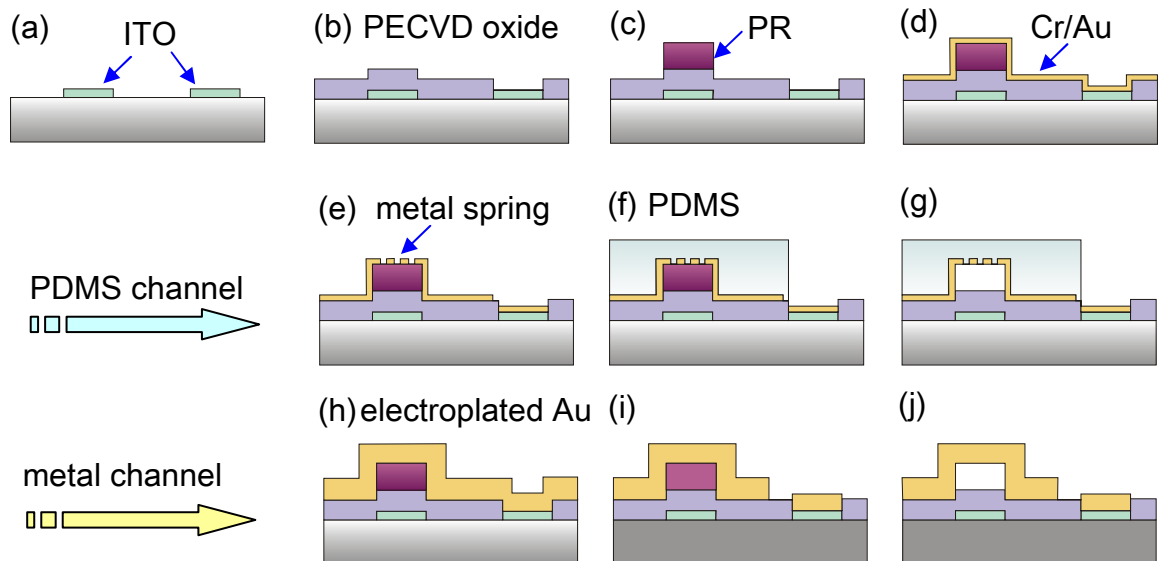 (a) ITO
(b) PECVD oxide
(c) PR
(d) Cr/Au
(e) metal spring
(f) PDMS
(g)
PDMS channel
(h) electroplated Au
(i)
(j)
metal channel